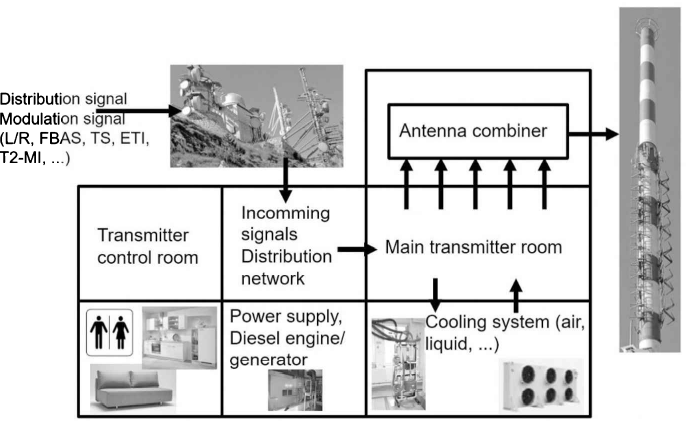 Distribution signal
Modulation signal
(L/R, FBAS, TS, ETI,
T2-MI, ...)
Antenna combiner
Transmitter
control room
Incomming
signals
Distribution
network
Main transmitter room
Power supply,
Diesel engine/
generator
Cooling system (air,
liquid, ...)